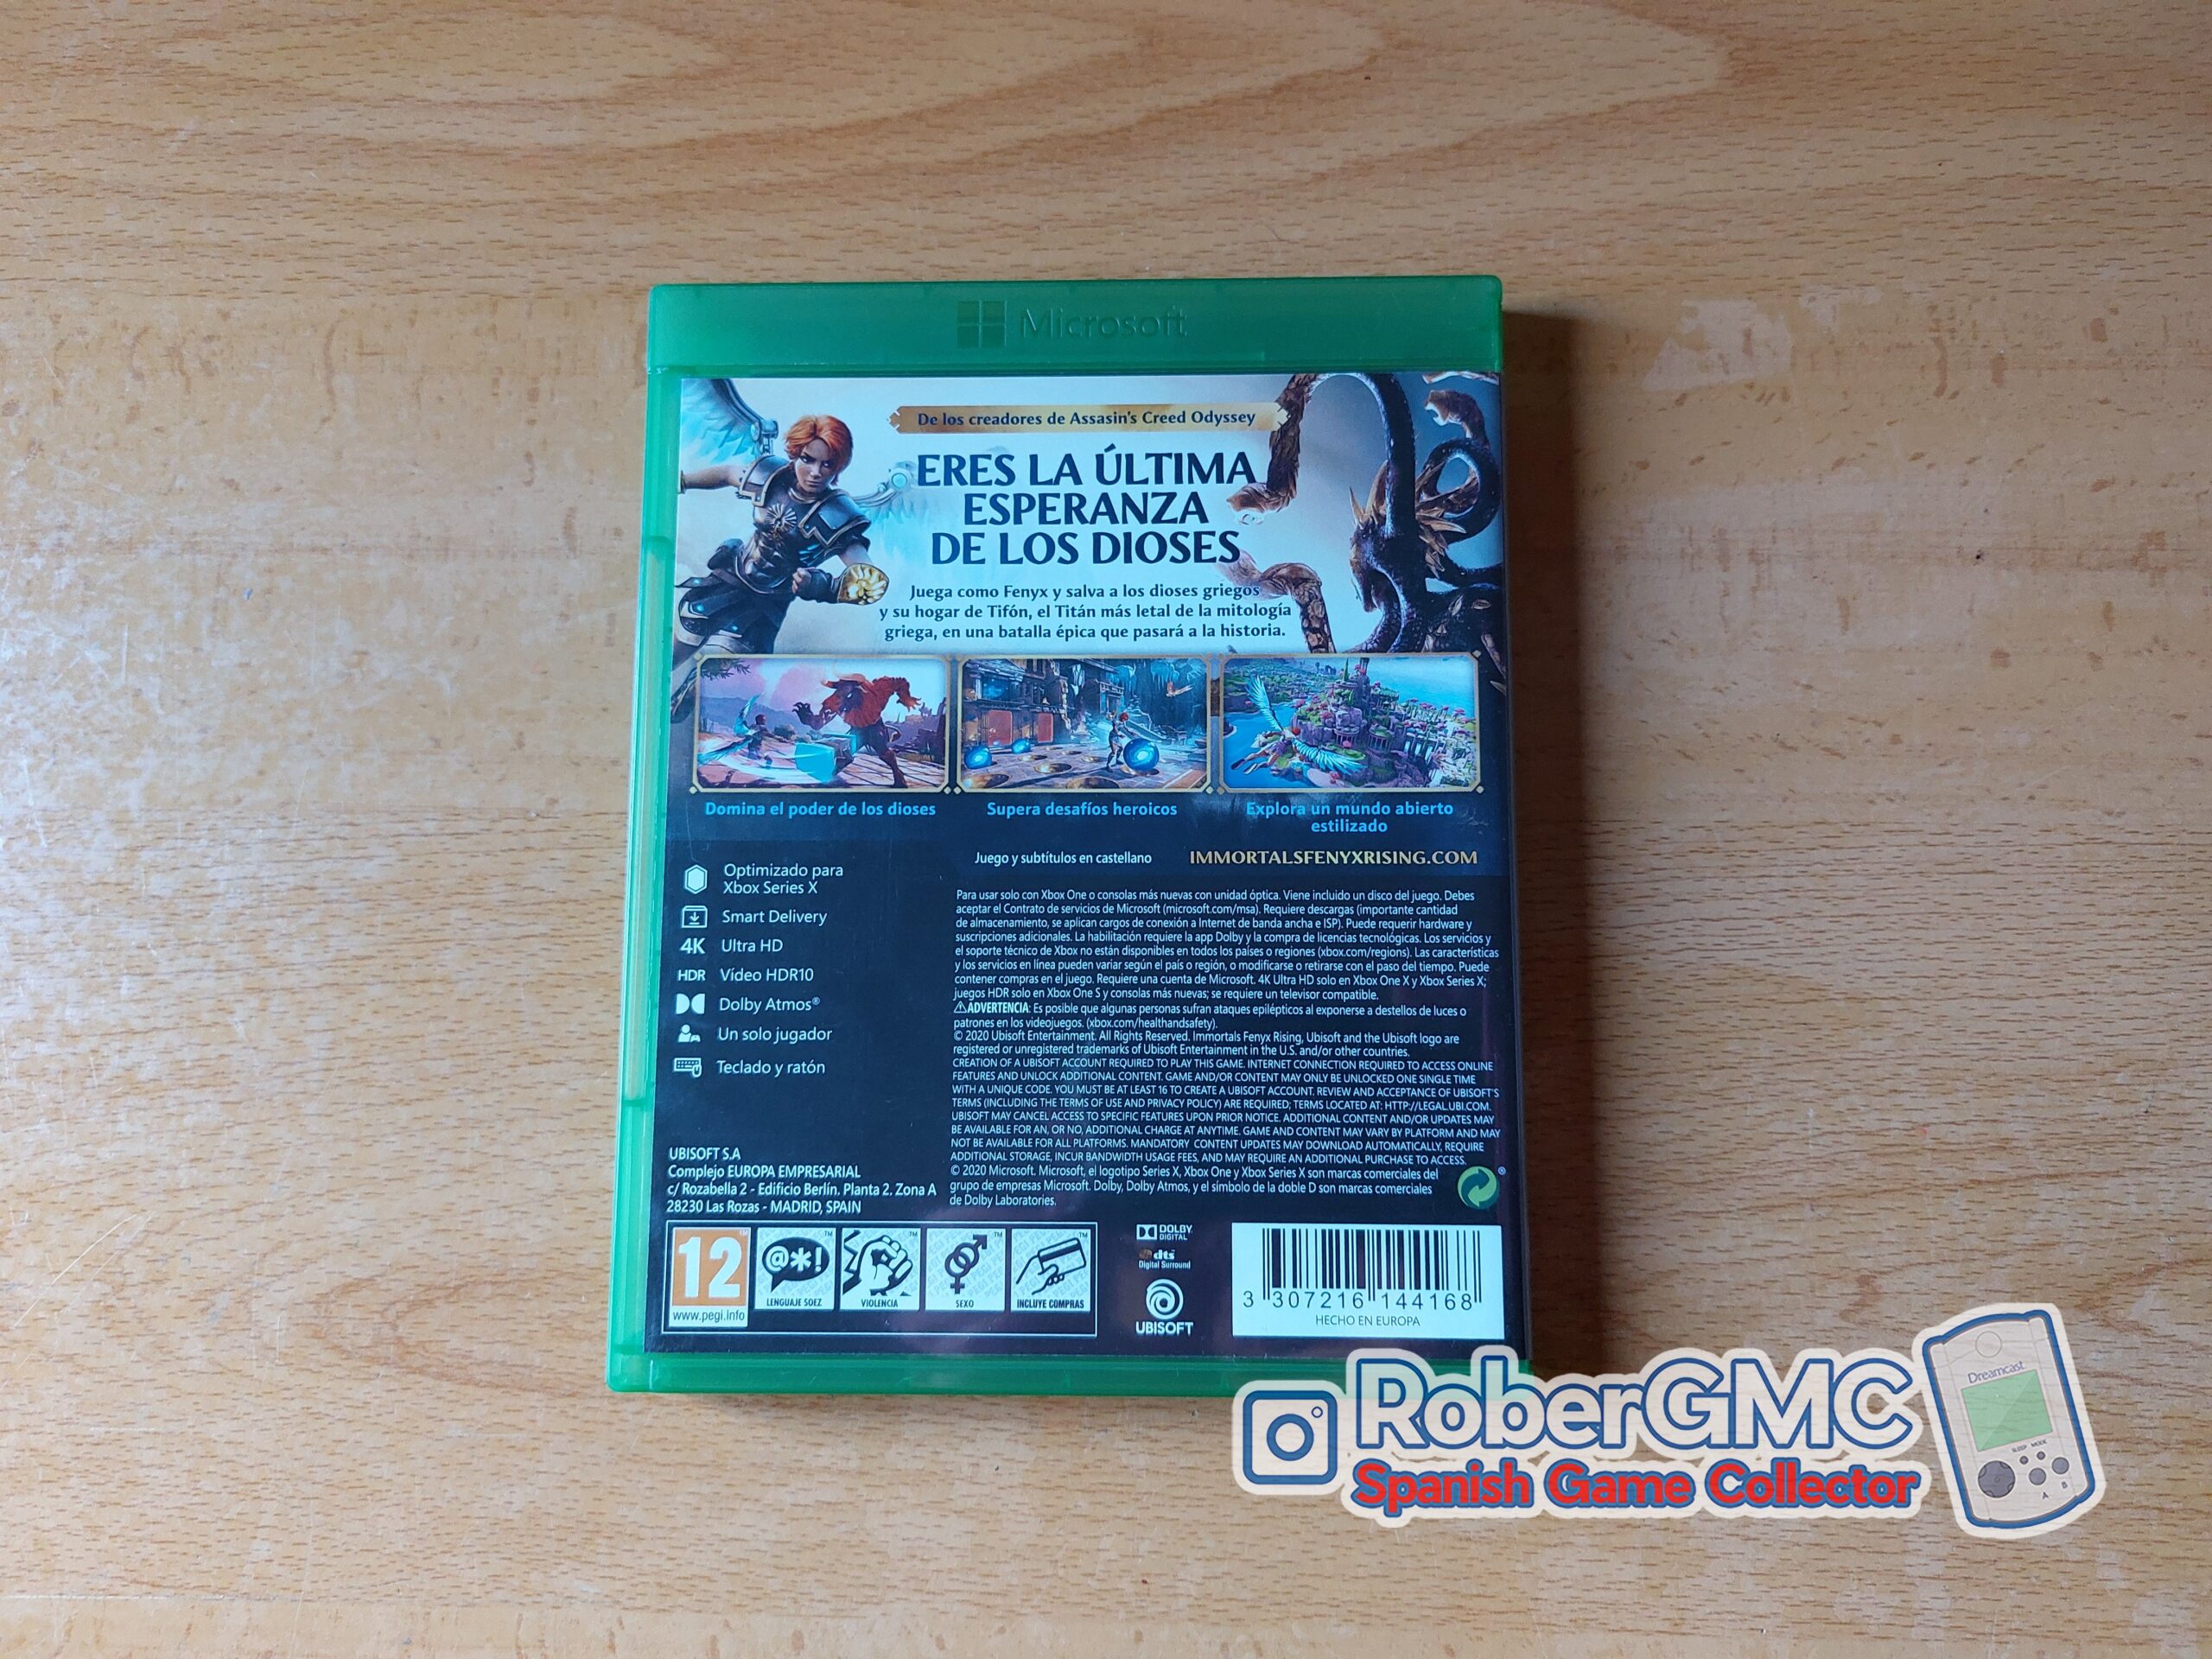 Microsoft
De los creadores de Assasin's Creed Odyssey
ERES LA ÚLTIMA
ESPERANZA
DE LOS DIOSES
Juega como Fenyx y salva a los dioses griegos
y su hogar de Tifón, el Titán más letal de la mitología
griega, en una batalla épica que pasará a la historia.
Domina el poder de los dioses
Supera desafíos heroicos
Explora un mundo abierto
estilizado
Juego y subtítulos en castellano
IMMORTALSFENYXRISING.COM
Optimizado para
Xbox Series X
Smart Delivery
4K Ultra HD
HDR Vídeo HDR10
Dolby Atmos®
Un solo jugador
Teclado y ratón
Para usar solo con Xbox One o consolas más nuevas con unidad óptica. Viene incluido un disco del juego. Debes
aceptar el Contrato de servicios de Microsoft (microsoft.com/msa). Requiere descargas (importante cantidad
de almacenamiento, se aplican cargos de conexión a Internet de banda ancha e ISP). Puede requerir hardware y
suscripciones adicionales. La habilitación requiere la app Dolby y la compra de licencias tecnológicas. Los servicios y
el soporte técnico de Xbox no están disponibles en todos los países o regiones (xbox.com/regions). Las características
y los servicios en línea pueden variar según el país o región, o modificarse o retirarse con el paso del tiempo. Puede
contener compras en el juego. Requiere una cuenta de Microsoft. 4K Ultra HD solo en Xbox One X y Xbox Series X;
juegos HDR solo en Xbox One S y consolas más nuevas; se requiere un televisor compatible.
⚠ADVERTENCIA: Es posible que algunas personas sufran ataques epilépticos al exponerse a destellos de luces o
patrones en los videojuegos. (xbox.com/healthandsafety).
© 2020 Ubisoft Entertainment. All Rights Reserved. Immortals Fenyx Rising, Ubisoft and the Ubisoft logo are
registered or unregistered trademarks of Ubisoft Entertainment in the U.S. and/or other countries.
CREATION OF A UBISOFT ACCOUNT REQUIRED TO PLAY THIS GAME. INTERNET CONNECTION REQUIRED TO ACCESS ONLINE
FEATURES AND UNLOCK ADDITIONAL CONTENT. GAME AND/OR CONTENT MAY ONLY BE UNLOCKED ONE SINGLE TIME
WITH A UNIQUE CODE. YOU MUST BE AT LEAST 16 TO CREATE A UBISOFT ACCOUNT. REVIEW AND ACCEPTANCE OF UBISOFT'S
TERMS (INCLUDING THE TERMS OF USE AND PRIVACY POLICY) ARE REQUIRED; TERMS LOCATED AT: HTTP://LEGAL.UBI.COM.
UBISOFT MAY CANCEL ACCESS TO SPECIFIC FEATURES UPON PRIOR NOTICE. ADDITIONAL CONTENT AND/OR UPDATES MAY
BE AVAILABLE FOR AN, OR NO, ADDITIONAL CHARGE AT ANYTIME. GAME AND CONTENT MAY VARY BY PLATFORM AND MAY
NOT BE AVAILABLE FOR ALL PLATFORMS. MANDATORY CONTENT UPDATES MAY DOWNLOAD AUTOMATICALLY, REQUIRE
ADDITIONAL STORAGE, INCUR BANDWIDTH USAGE FEES, AND MAY REQUIRE AN ADDITIONAL PURCHASE TO ACCESS.
© 2020 Microsoft. Microsoft, el logotipo Series X, Xbox One y Xbox Series X son marcas comerciales del
grupo de empresas Microsoft. Dolby, Dolby Atmos, y el símbolo de la doble D son marcas comerciales
de Dolby Laboratories.
UBISOFT S.A
Complejo EUROPA EMPRESARIAL
c/ Rozabella 2 - Edificio Berlín. Planta 2. Zona A
28230 Las Rozas - MADRID, SPAIN
12
www.pegi.info
@*!
LENGUAJE SOEZ
VIOLENCIA
SEXO
INCLUYE COMPRAS
DOLBY
DIGITAL
dts
Digital Surround
UBISOFT
3 307216 144168
HECHO EN EUROPA
RoberGMC
Spanish Game Collector
Dreamcast
SLEEP MODE
A B